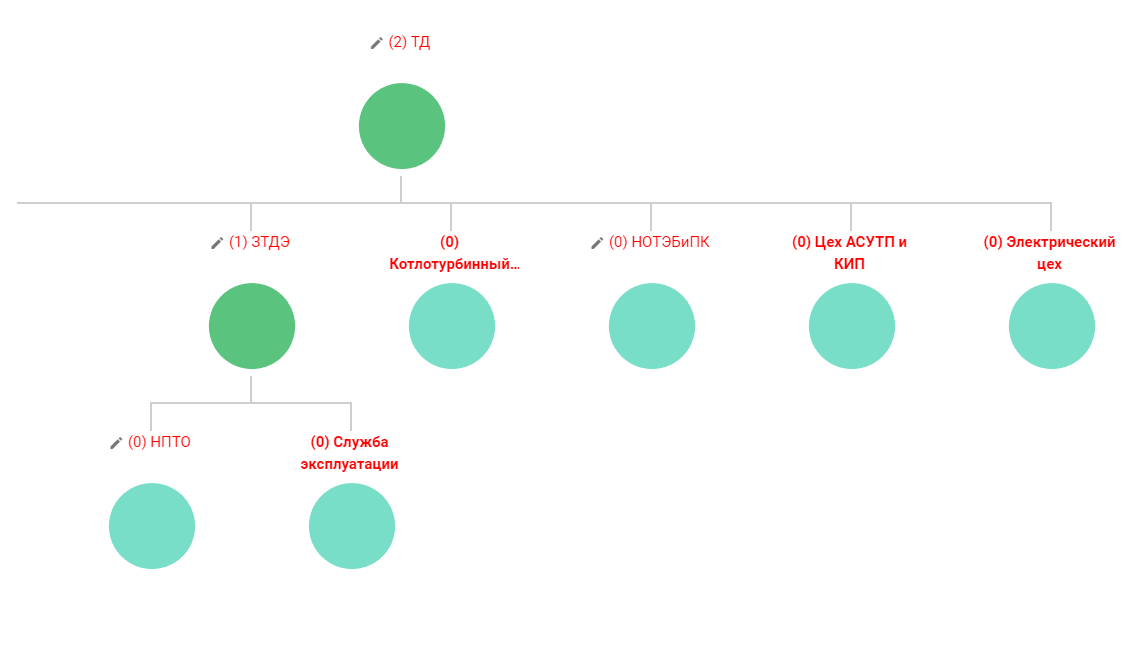 (2) ТД
(1) ЗТДЭ
(0)
Котлотурбинный...
(0) НОТЭБиПК
(0) Цех АСУТП и
КИП
(0) Электрический
цех
(0) НПТО
(0) Служба
эксплуатации